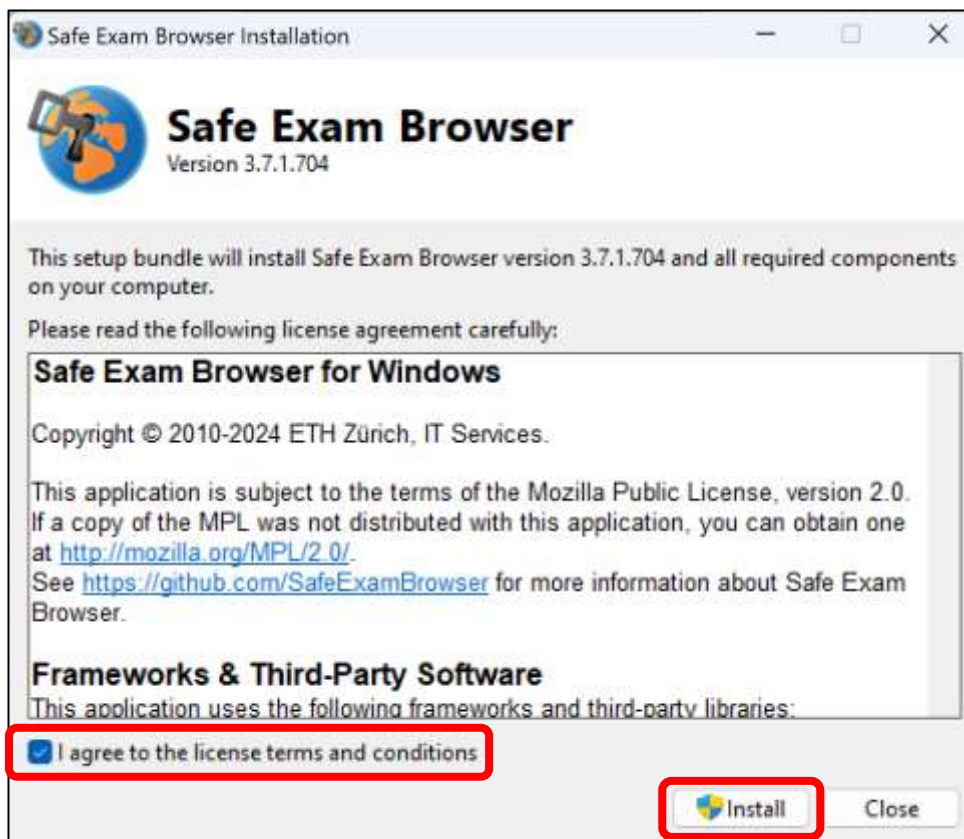 Safe Exam Browser Installation
Safe Exam Browser
Version 3.7.1.704
This setup bundle will install Safe Exam Browser version 3.7.1.704 and all required components
on your computer.
Please read the following license agreement carefully:
Safe Exam Browser for Windows
Copyright © 2010-2024 ETH Zürich, IT Services.
This application is subject to the terms of the Mozilla Public License, version 2.0.
If a copy of the MPL was not distributed with this application, you can obtain one
at http://mozilla.org/MPL/2.0/.
See https://github.com/SafeExamBrowser for more information about Safe Exam
Browser.
Frameworks & Third-Party Software
This application uses the following frameworks and third-party libraries:
I agree to the license terms and conditions
Install Close